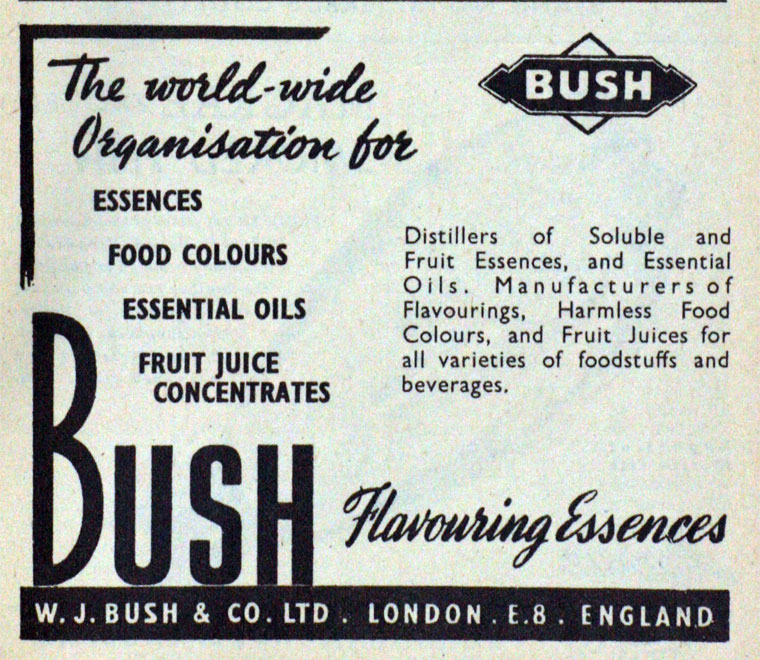 The world-wide
Organisation for
BUSH
ESSENCES
FOOD COLOURS
ESSENTIAL OILS
FRUIT JUICE
CONCENTRATES
Distillers of Soluble and
Fruit Essences, and Essential
Oils. Manufacturers of
Flavourings, Harmless Food
Colours, and Fruit Juices for
all varieties of foodstuffs and
beverages.
BUSH
Flavouring Essences
W. J. BUSH & CO. LTD . LONDON . E.8 . ENGLAND